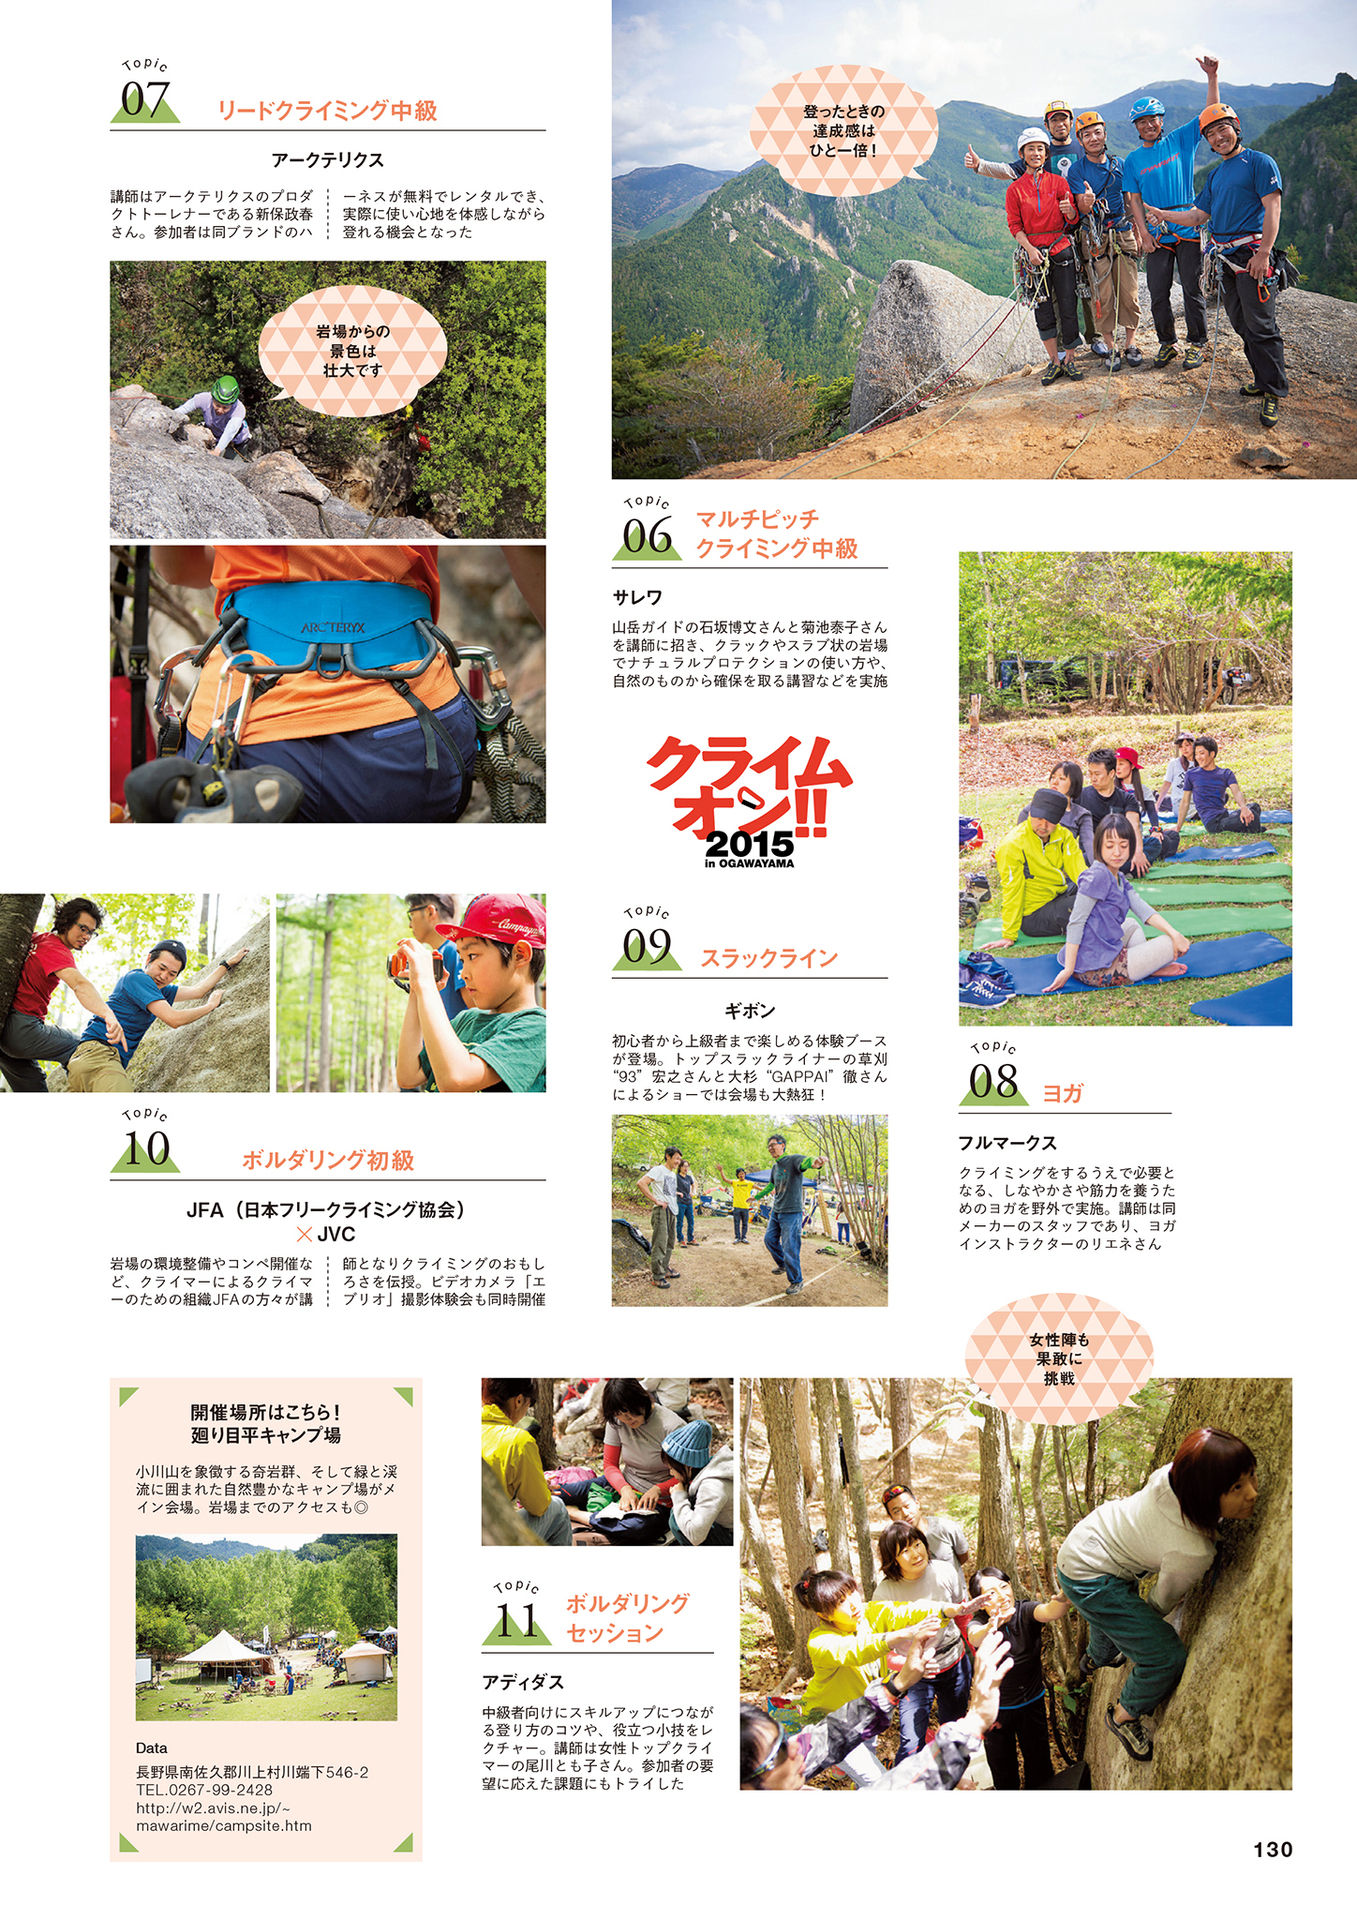 Topic
07
リードクライミング中級
アークテリクス
講師はアークテリクスのプロダ
クトトーレナーである新保政春
さん。参加者は同ブランドのハ
ーネスが無料でレンタルでき、
実際に使い心地を体感しながら
登れる機会となった
岩場からの
景色は
壮大です
ARC'TERYX
登ったときの
達成感は
ひと一倍！
Topic
06
マルチピッチ
クライミング中級
サレワ
山岳ガイドの石坂博文さんと菊池泰子さん
を講師に招き、クラックやスラブ状の岩場
でナチュラルプロテクションの使い方や、
自然のものから確保を取る講習などを実施
クライム
オン!!
2015
in OGAWAYAMA
Topic
08
ヨガ
フルマークス
クライミングをするうえで必要と
なる、しなやかさや筋力を養うた
めのヨガを野外で実施。講師は同
メーカーのスタッフであり、ヨガ
インストラクターのリエネさん
Topic
09
スラックライン
ギボン
初心者から上級者まで楽しめる体験ブース
が登場。トップスラックライナーの草刈
“93”宏之さんと大杉“GAPPAI”徹さん
によるショーでは会場も大熱狂！
Campagnolo
Topic
10
ボルダリング初級
JFA（日本フリークライミング協会）
×JVC
岩場の環境整備やコンペ開催な
ど、クライマーによるクライマ
ーのための組織JFAの方々が講
師となりクライミングのおもし
ろさを伝授。ビデオカメラ「エ
ブリオ」撮影体験会も同時開催
開催場所はこちら！
廻り目平キャンプ場
小川山を象徴する奇岩群、そして緑と渓
流に囲まれた自然豊かなキャンプ場がメ
イン会場。岩場までのアクセスも◎
Data
長野県南佐久郡川上村川端下546-2
TEL.0267-99-2428
http://w2.avis.ne.jp/~
mawarime/campsite.htm
Topic
11
ボルダリング
セッション
アディダス
中級者向けにスキルアップにつなが
る登り方のコツや、役立つ小技をレ
クチャー。講師は女性トップクライ
マーの尾川とも子さん。参加者の要
望に応えた課題にもトライした
女性陣も
果敢に
挑戦
130